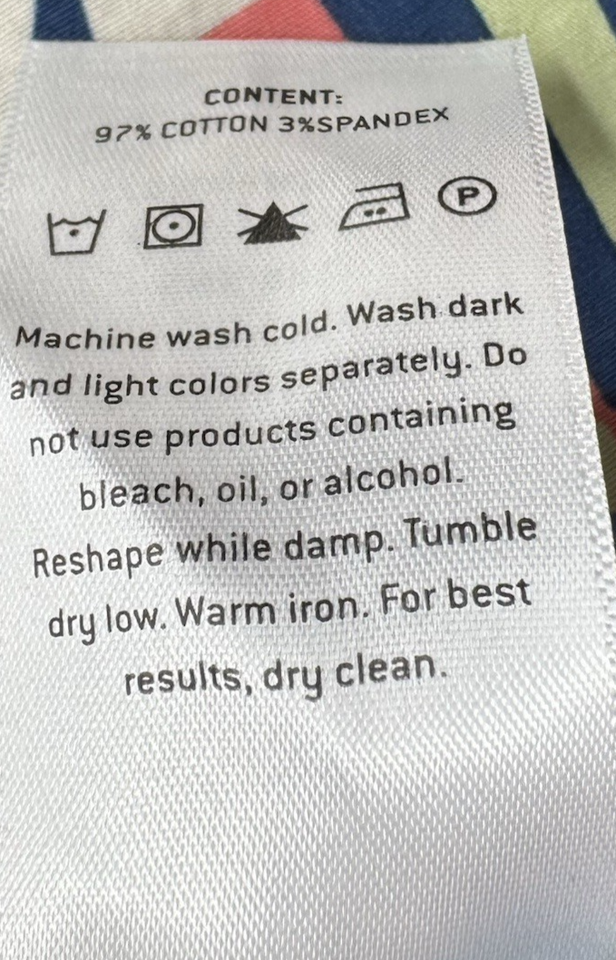 CONTENT:
97% COTTON 3%SPANDEX
P
Machine wash cold. Wash dark
and light colors separately. Do
not use products containing
bleach, oil, or alcohol.
Reshape while damp. Tumble
dry low. Warm iron. For best
results, dry clean.